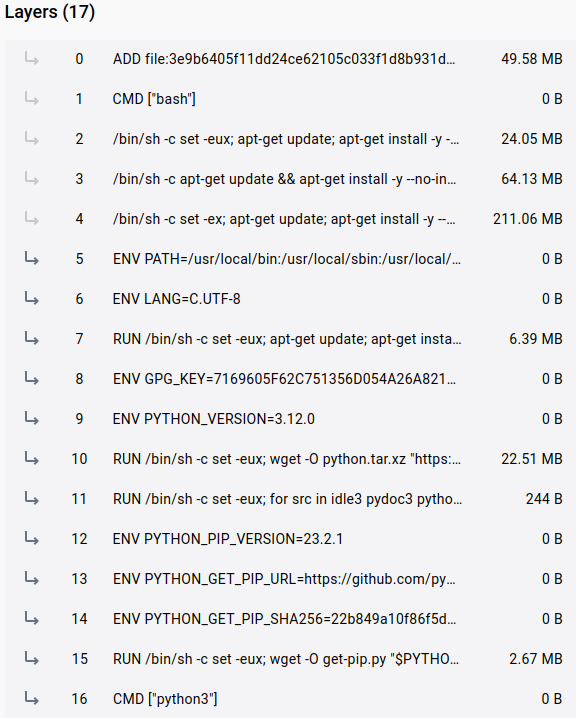 Layers (17)
0 ADD file:3e9b6405f11dd24ce62105c033f1d8b931d… 49.58 MB
1 CMD ["bash"] 0 B
2 /bin/sh -c set -eux; apt-get update; apt-get install -y -… 24.05 MB
3 /bin/sh -c apt-get update && apt-get install -y --no-in… 64.13 MB
4 /bin/sh -c set -ex; apt-get update; apt-get install -y --… 211.06 MB
5 ENV PATH=/usr/local/bin:/usr/local/sbin:/usr/local/… 0 B
6 ENV LANG=C.UTF-8 0 B
7 RUN /bin/sh -c set -eux; apt-get update; apt-get insta… 6.39 MB
8 ENV GPG_KEY=7169605F62C751356D054A26A821… 0 B
9 ENV PYTHON_VERSION=3.12.0 0 B
10 RUN /bin/sh -c set -eux; wget -O python.tar.xz "https:… 22.51 MB
11 RUN /bin/sh -c set -eux; for src in idle3 pydoc3 pytho… 244 B
12 ENV PYTHON_PIP_VERSION=23.2.1 0 B
13 ENV PYTHON_GET_PIP_URL=https://github.com/py… 0 B
14 ENV PYTHON_GET_PIP_SHA256=22b849a10f86f5d… 0 B
15 RUN /bin/sh -c set -eux; wget -O get-pip.py "$PYTHO… 2.67 MB
16 CMD ["python3"] 0 B